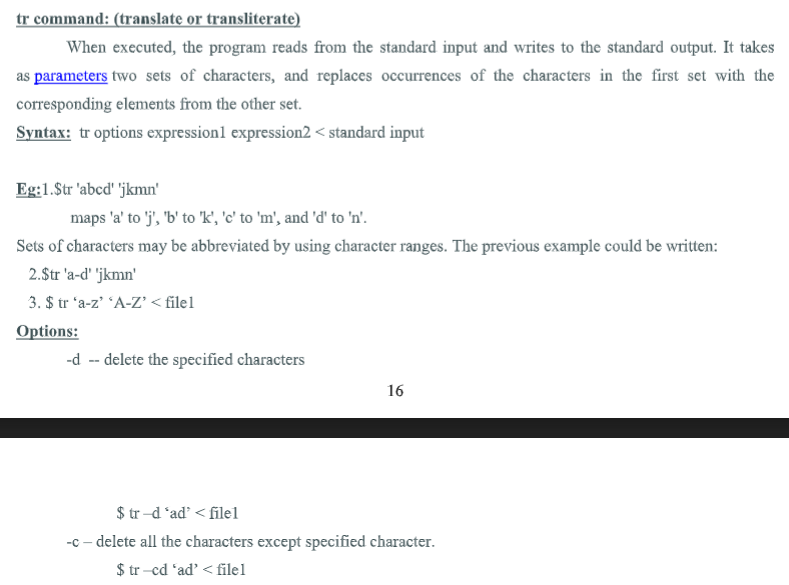 tr command: (translate or transliterate)
When executed, the program reads from the standard input and writes to the standard output. It takes
as parameters two sets of characters, and replaces occurrences of the characters in the first set with the
corresponding elements from the other set.
Syntax: tr options expression1 expression2 < standard input
Eg:1.$tr 'abcd' 'jkmn'
maps 'a' to 'j', 'b' to 'k', 'c' to 'm', and 'd' to 'n'.
Sets of characters may be abbreviated by using character ranges. The previous example could be written:
2.$tr 'a-d' 'jkmn'
3. $ tr ‘a-z’ ‘A-Z’ < file1
Options:
-d -- delete the specified characters
16
$ tr –d ‘ad’ < file1
-c – delete all the characters except specified character.
$ tr –cd ‘ad’ < file1